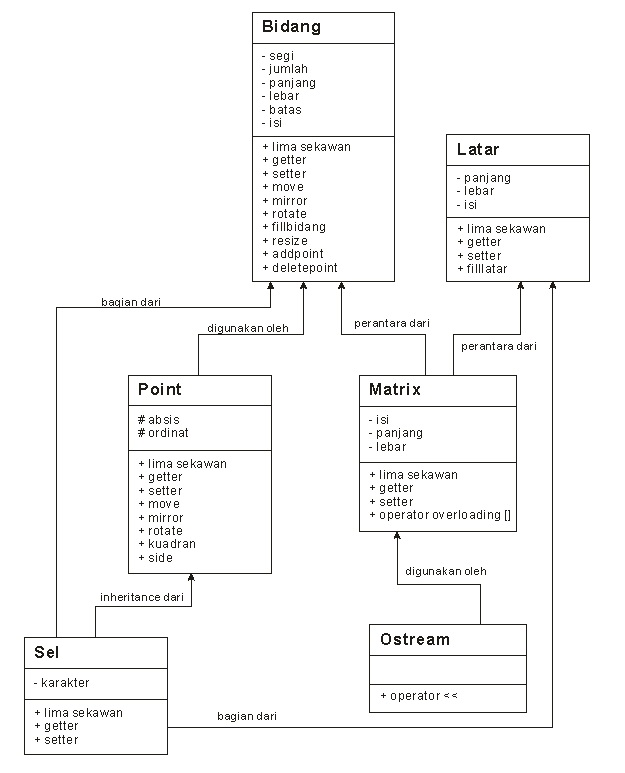 Bidang
- segi
- jumlah
- panjang
- lebar
- batas
- isi
+ lima sekawan
+ getter
+ setter
+ move
+ mirror
+ rotate
+ fillbidang
+ resize
+ addpoint
+ deletepoint
Latar
- panjang
- lebar
- isi
+ lima sekawan
+ getter
+ setter
+ filllatar
bagian dari
digunakan oleh
perantara dari
perantara dari
Point
# absis
# ordinat
+ lima sekawan
+ getter
+ setter
+ move
+ mirror
+ rotate
+ kuadran
+ side
Matrix
- isi
- panjang
- lebar
+ lima sekawan
+ getter
+ setter
+ operator overloading []
inheritance dari
digunakan oleh
Sel
- karakter
+ lima sekawan
+ getter
+ setter
Ostream
+ operator <<
bagian dari